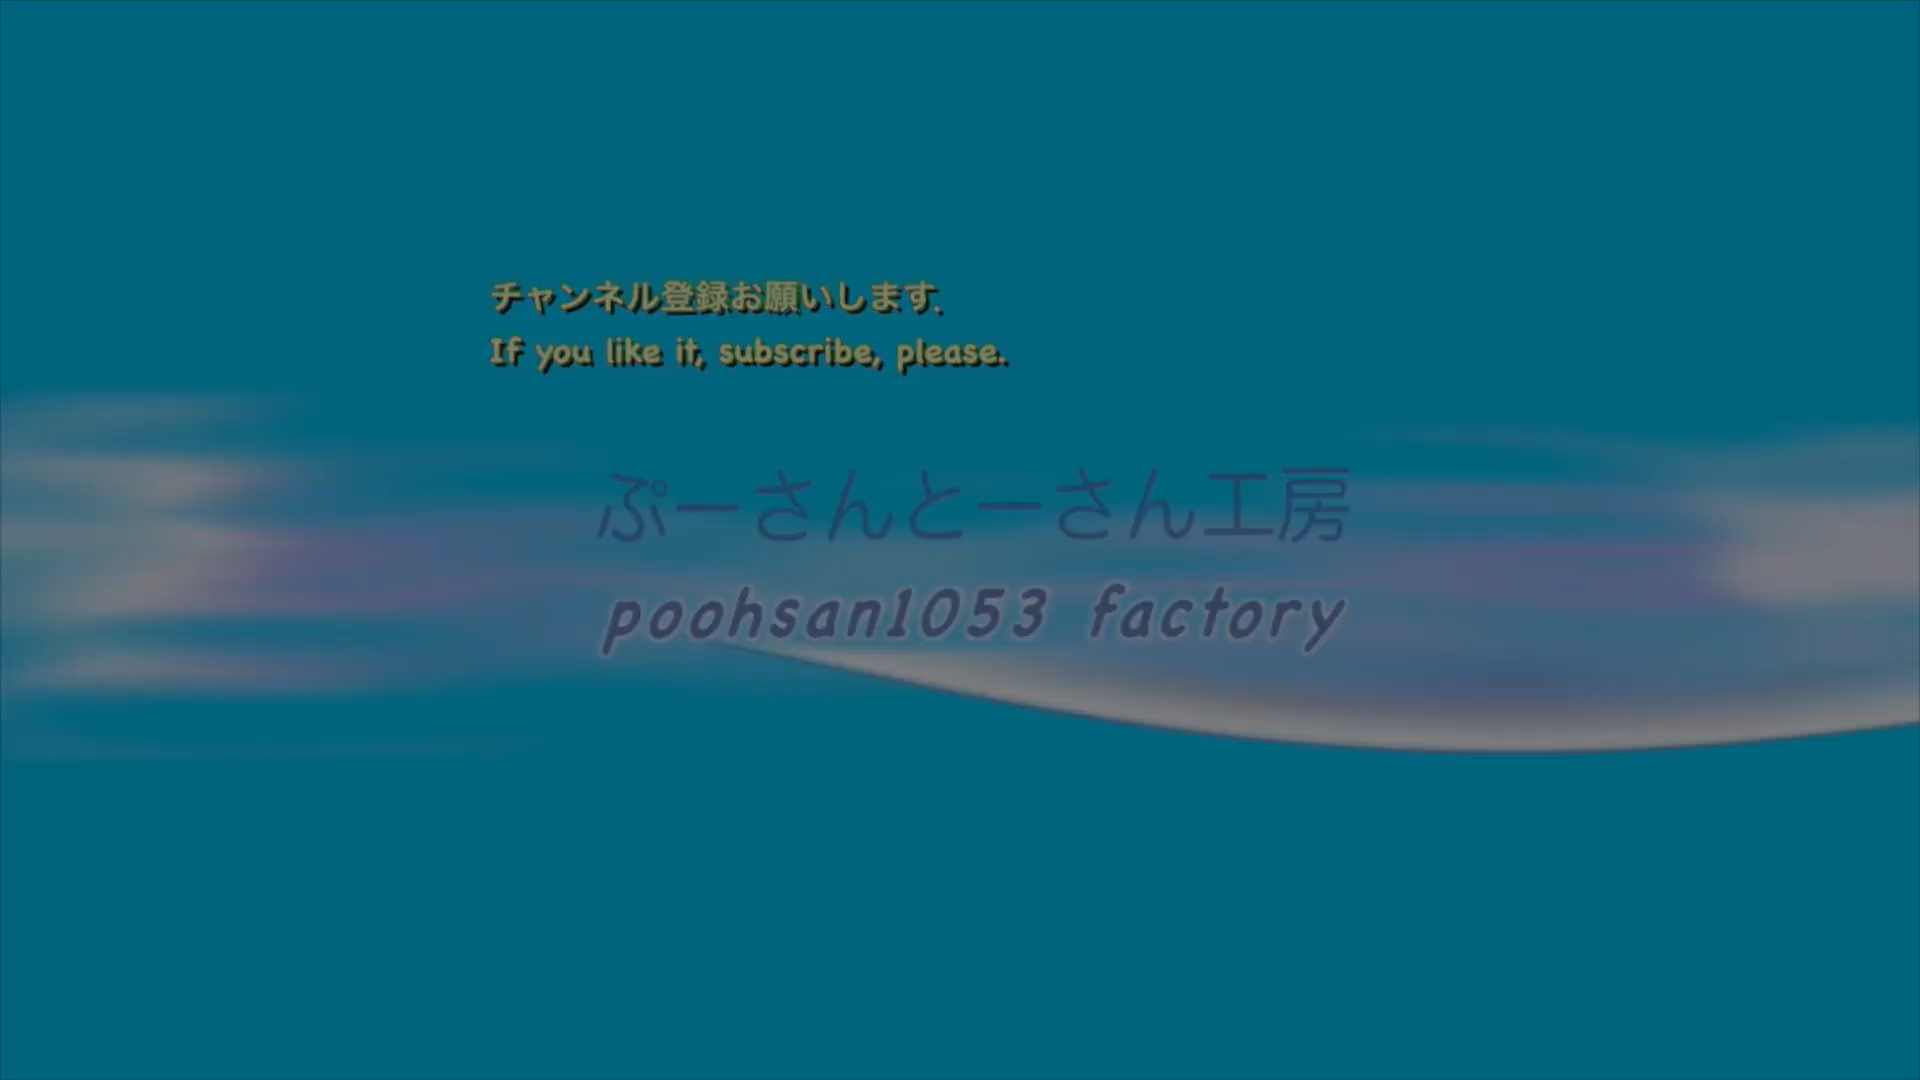 チャンネル登録お願いします.
If you like it, subscribe, please.
ぷーさんとーさん工房
poohsan1053 factory